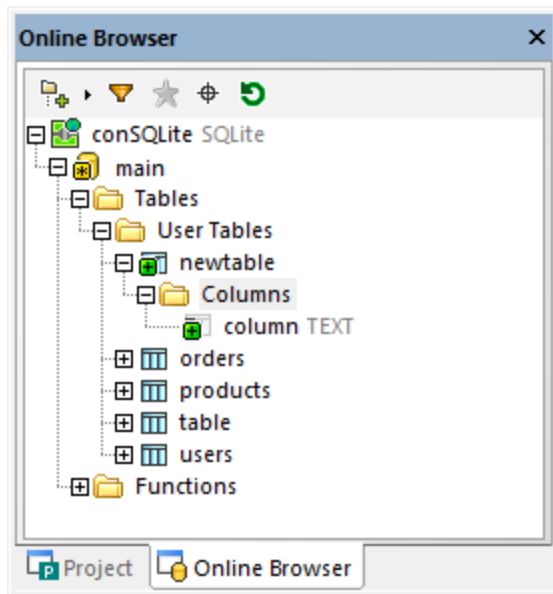 Online Browser
conSQLite SQLite
main
Tables
User Tables
newtable
Columns
column TEXT
orders
products
table
users
Functions
Project Online Browser